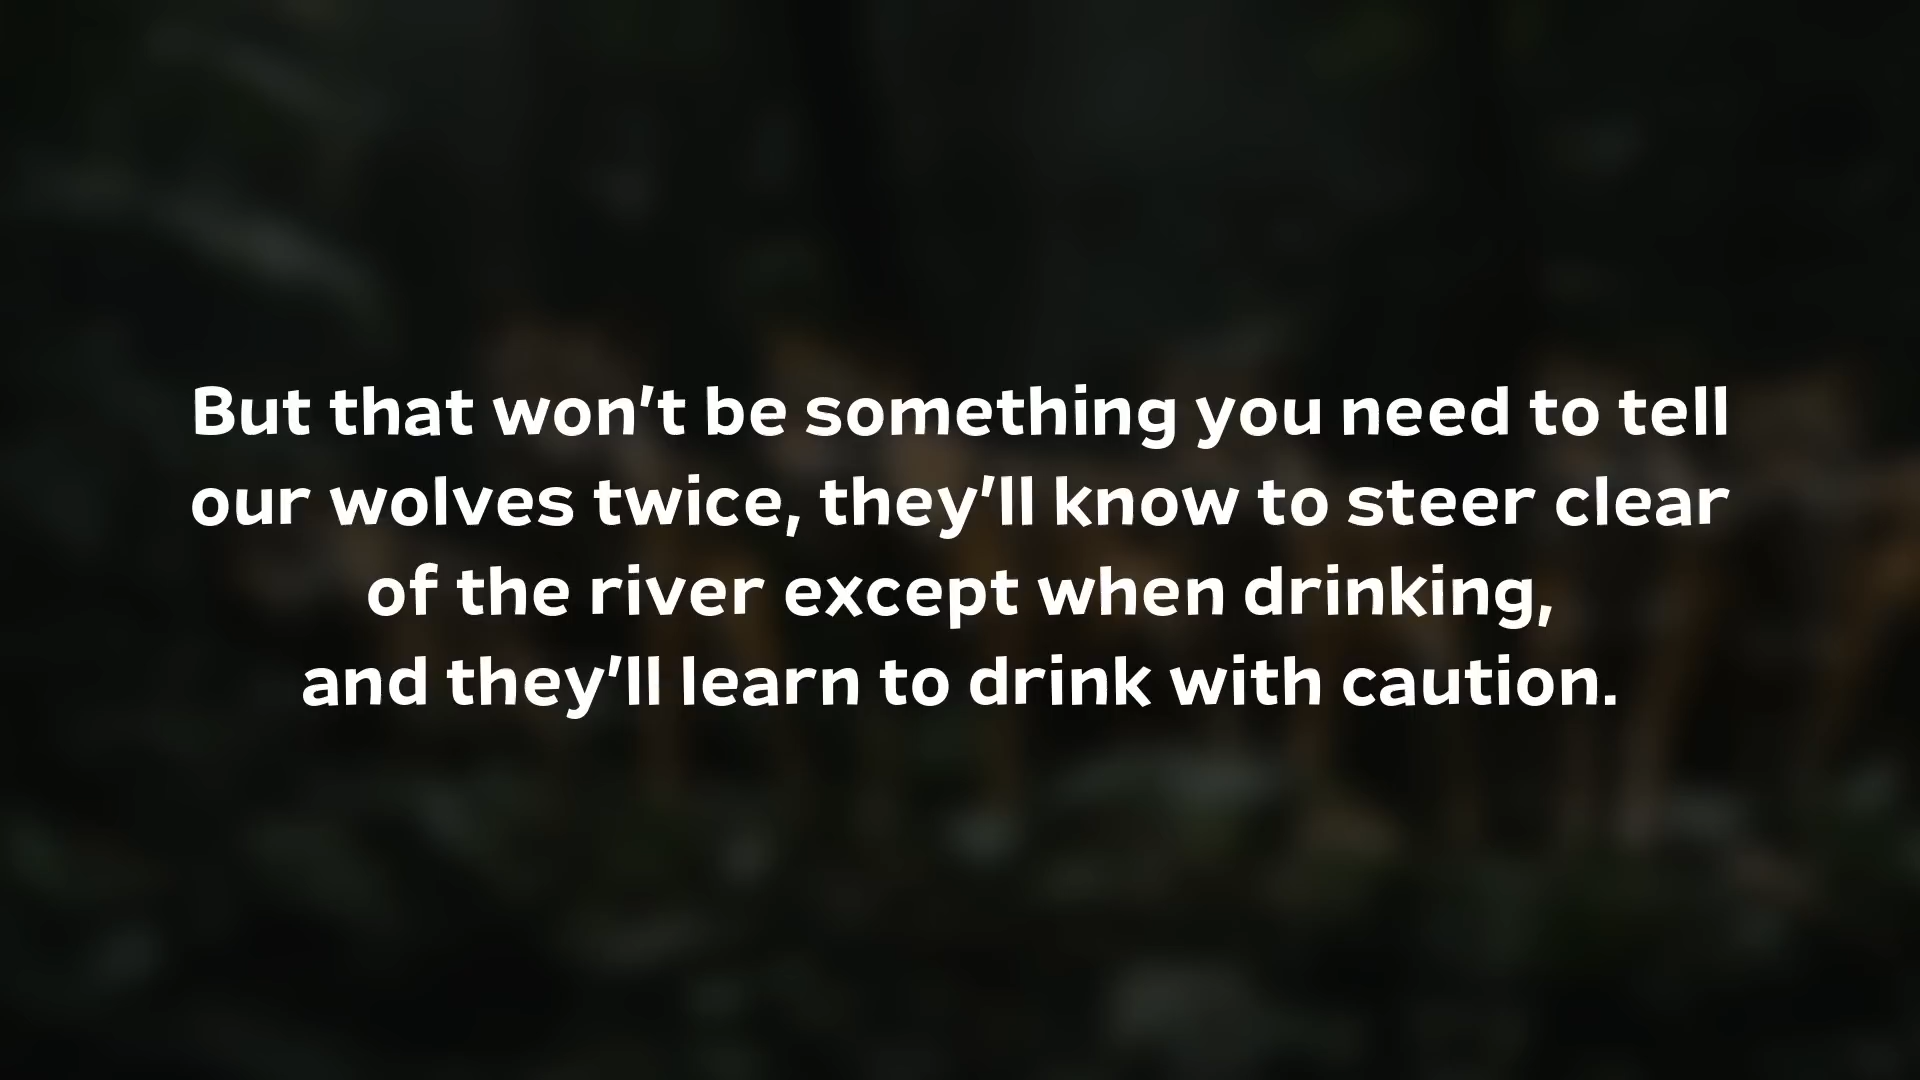 But that won't be something you need to tell
our wolves twice, they'll know to steer clear
of the river except when drinking,
and they'll learn to drink with caution.